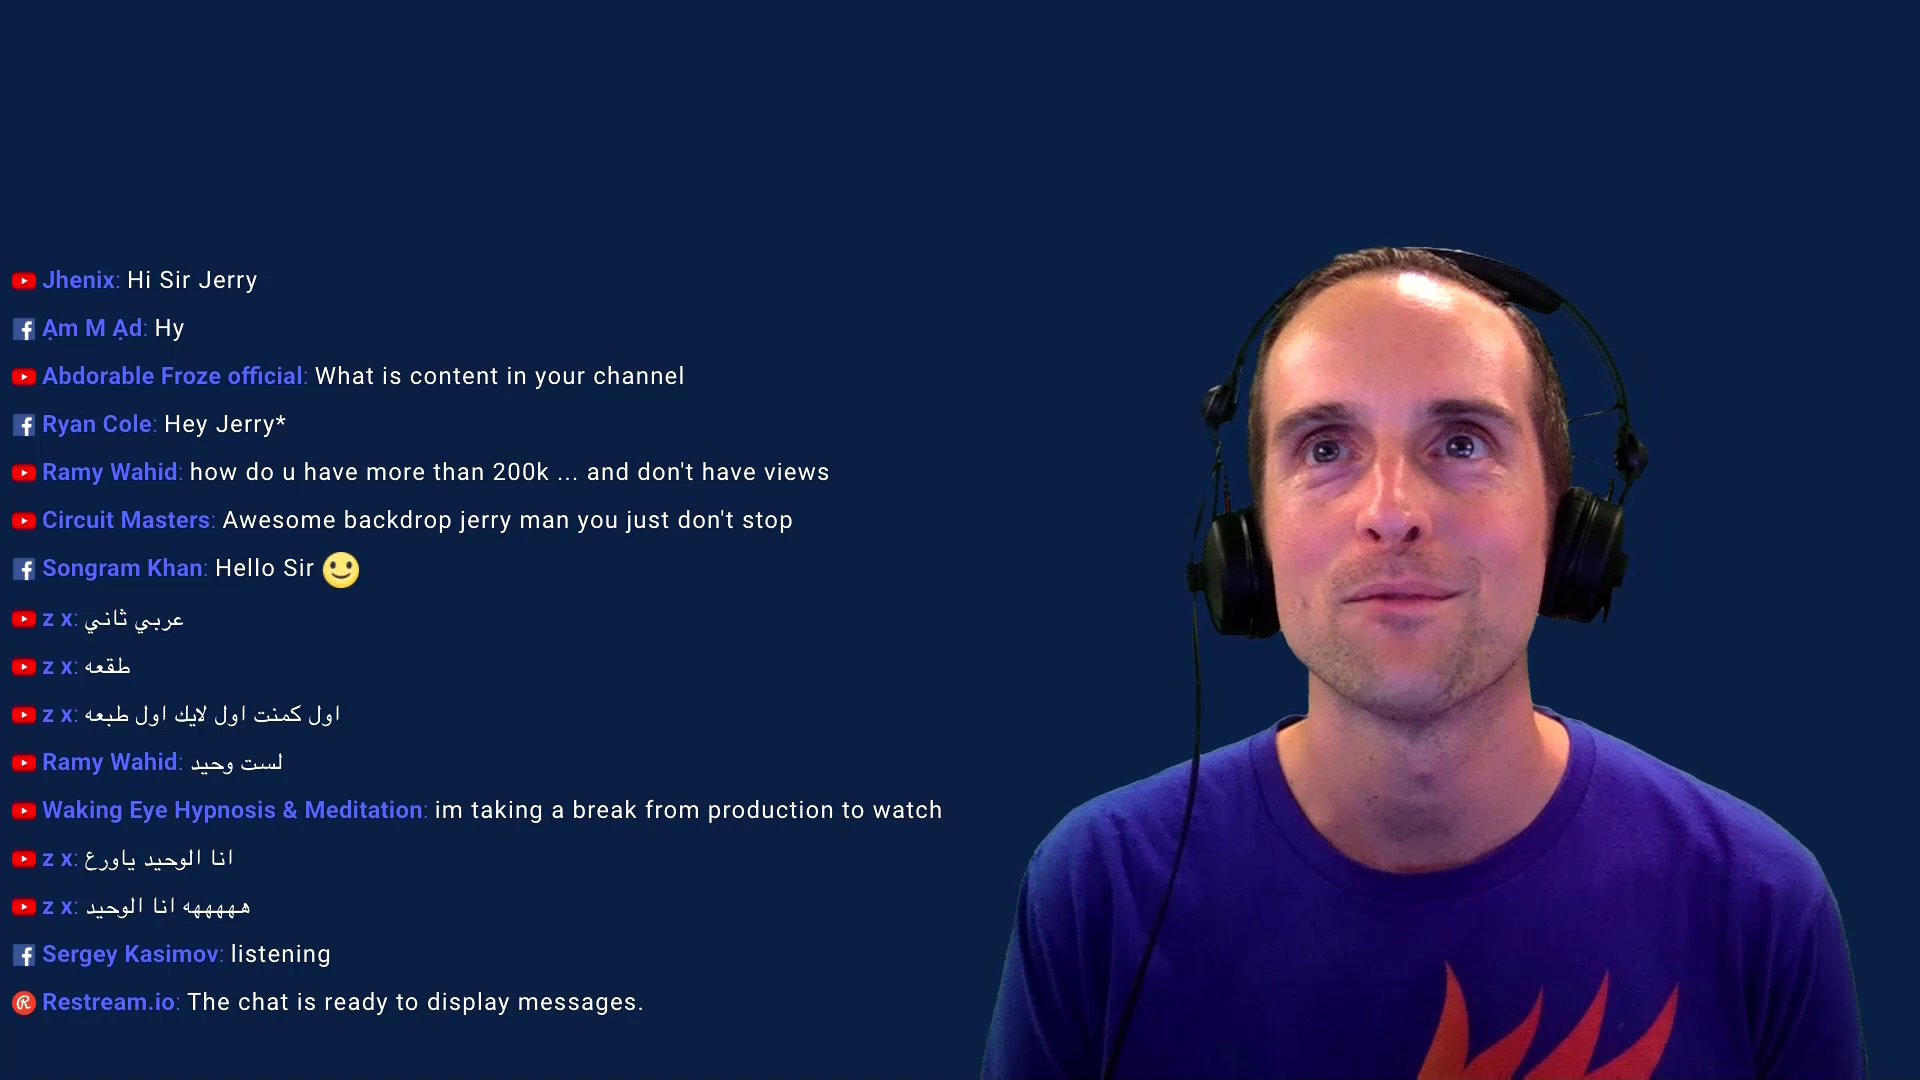 Jhenix: Hi Sir Jerry
Ạm M Ạd: Hy
Abdorable Froze official: What is content in your channel
Ryan Cole: Hey Jerry*
Ramy Wahid: how do u have more than 200k ... and don't have views
Circuit Masters: Awesome backdrop jerry man you just don't stop
Songram Khan: Hello Sir 🙂
z x: عربي ثاني
z x: طقعه
z x: اول كمنت اول لايك اول طبعه
Ramy Wahid: لست وحيد
Waking Eye Hypnosis & Meditation: im taking a break from production to watch
z x: انا الوحيد ياورع
z x: هههههه انا الوحيد
Sergey Kasimov: listening
Restream.io: The chat is ready to display messages.